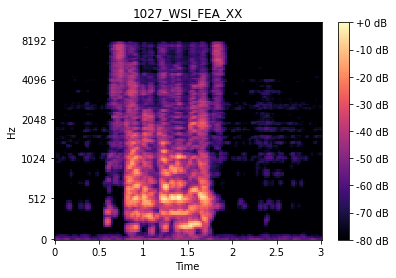 1027_WSI_FEA_XX
+0 dB
8192
-10 dB
4096
-20 dB
-30 dB
2048
Hz
-40 dB
1024
-50 dB
512
-60 dB
-70 dB
0
-80 dB
0 0.5 1 1.5 2 2.5 3
Time